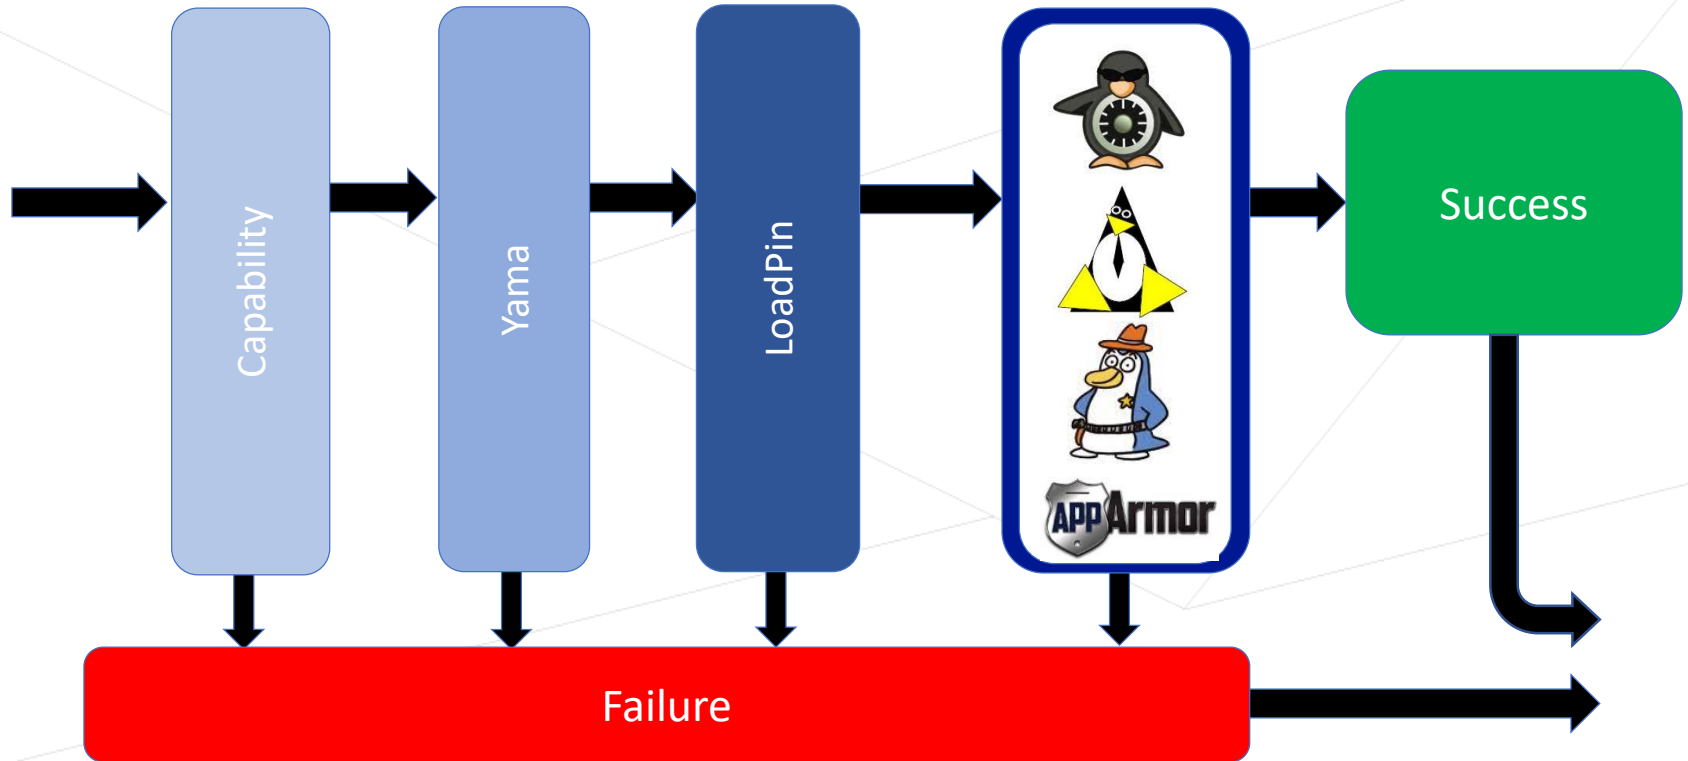 Capability
Yama
LoadPin
APPArmor
Success
Failure